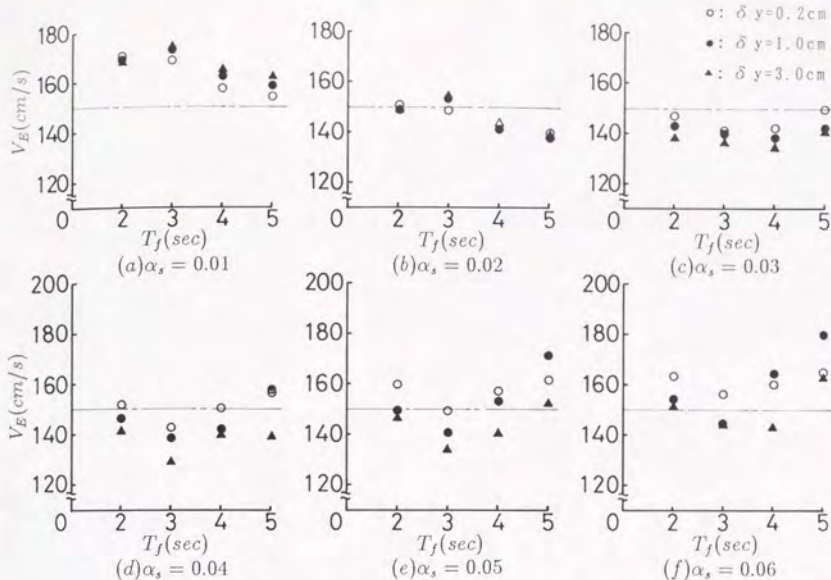 ○: δ y=0.2cm
●: δ y=1.0cm
▲: δ y=3.0cm
V_E(cm/s)
180
160
140
120
0
2 3 4 5
T_f(sec)
(a)α_s = 0.01
180
160
140
120
0
2 3 4 5
T_f(sec)
(b)α_s = 0.02
180
160
140
120
0
2 3 4 5
T_f(sec)
(c)α_s = 0.03
V_E(cm/s)
200
180
160
140
120
0
2 3 4 5
T_f(sec)
(d)α_s = 0.04
200
180
160
140
120
0
2 3 4 5
T_f(sec)
(e)α_s = 0.05
200
180
160
140
120
0
2 3 4 5
T_f(sec)
(f)α_s = 0.06